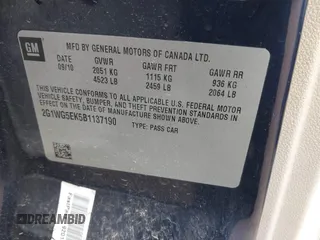 GM
MFD BY GENERAL MOTORS OF CANADA LTD.
DATE GVWR GAWR FRT GAWR RR
09/10 2051 KG 1115 KG 936 KG
4523 LB 2459 LB 2064 LB
THIS VEHICLE CONFORMS TO ALL APPLICABLE U.S. FEDERAL MOTOR
VEHICLE SAFETY, BUMPER, AND THEFT PREVENTION STANDARDS IN
EFFECT ON THE DATE OF MANUFACTURE SHOWN ABOVE.
2G1WG5EK5B1137190
TYPE: PASS CAR
DREAMBID